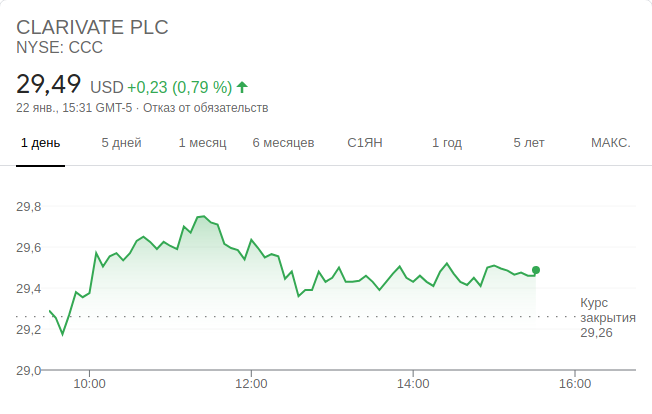 CLARIVATE PLC
NYSE: CCC
29,49 USD +0,23 (0,79 %)
22 янв., 15:31 GMT-5 · Отказ от обязательств
1 день 5 дней 1 месяц 6 месяцев С1ЯН 1 год 5 лет МАКС.
29,8
29,6
29,4
29,2
29,0
Курс
закрытия
29,26
10:00 12:00 14:00 16:00